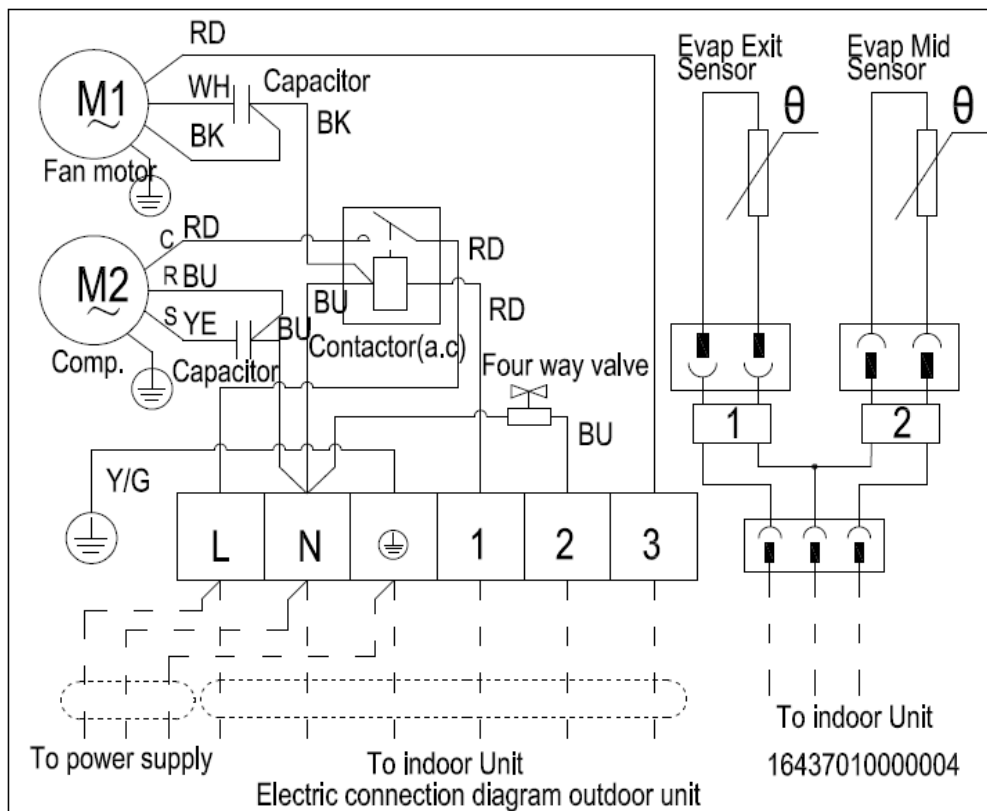 RD
Evap Exit
Sensor
Evap Mid
Sensor
M1
~
WH
Capacitor
BK
BK
θ
θ
Fan motor
C
RD
RD
M2
~
R
BU
BU
RD
S
YE
BU
Comp.
Capacitor
Contactor(a.c)
Four way valve
BU
1
2
Y/G
L
N
1
2
3
To power supply
To indoor Unit
To indoor Unit
16437010000004
Electric connection diagram outdoor unit